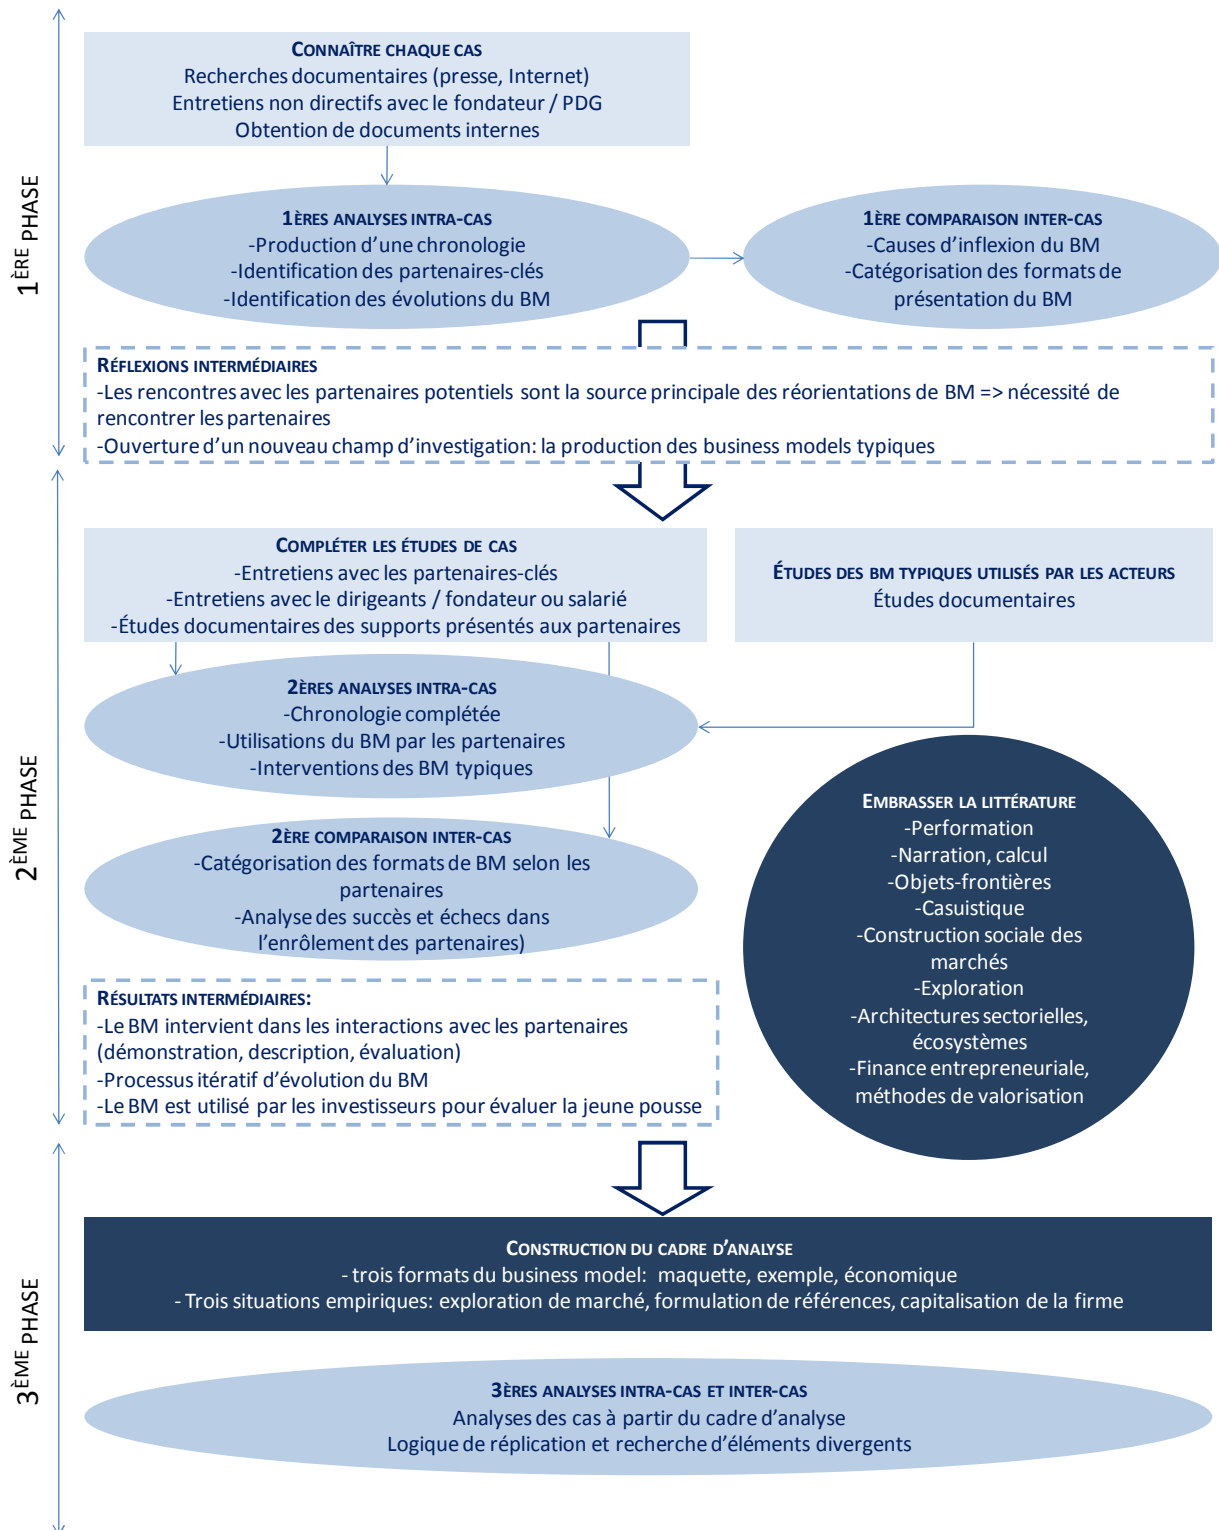 1ÈRE PHASE
CONNAÎTRE CHAQUE CAS
Recherches documentaires (presse, Internet)
Entretiens non directifs avec le fondateur / PDG
Obtention de documents internes
1ÈRES ANALYSES INTRA-CAS
-Production d'une chronologie
-Identification des partenaires-clés
-Identification des évolutions du BM
1ÈRE COMPARAISON INTER-CAS
-Causes d'inflexion du BM
-Catégorisation des formats de
présentation du BM
RÉFLEXIONS INTERMÉDIAIRES
-Les rencontres avec les partenaires potentiels sont la source principale des réorientations de BM => nécessité de
rencontrer les partenaires
-Ouverture d'un nouveau champ d'investigation: la production des business models typiques
2ÈME PHASE
COMPLÉTER LES ÉTUDES DE CAS
-Entretiens avec les partenaires-clés
-Entretiens avec le dirigeants / fondateur ou salarié
-Études documentaires des supports présentés aux partenaires
ÉTUDES DES BM TYPIQUES UTILISÉS PAR LES ACTEURS
Études documentaires
2ÈRES ANALYSES INTRA-CAS
-Chronologie complétée
-Utilisations du BM par les partenaires
-Interventions des BM typiques
2ÈRE COMPARAISON INTER-CAS
-Catégorisation des formats de BM selon les
partenaires
-Analyse des succès et échecs dans
l'enrôlement des partenaires)
EMBRASSER LA LITTÉRATURE
-Performation
-Narration, calcul
-Objets-frontières
-Casuistique
-Construction sociale des
marchés
-Exploration
-Architectures sectorielles,
écosystèmes
-Finance entrepreneuriale,
méthodes de valorisation
RÉSULTATS INTERMÉDIAIRES:
-Le BM intervient dans les interactions avec les partenaires
(démonstration, description, évaluation)
-Processus itératif d'évolution du BM
-Le BM est utilisé par les investisseurs pour évaluer la jeune pousse
3ÈME PHASE
CONSTRUCTION DU CADRE D'ANALYSE
- trois formats du business model: maquette, exemple, économique
- Trois situations empiriques: exploration de marché, formulation de références, capitalisation de la firme
3ÈRES ANALYSES INTRA-CAS ET INTER-CAS
Analyses des cas à partir du cadre d'analyse
Logique de réplication et recherche d'éléments divergents